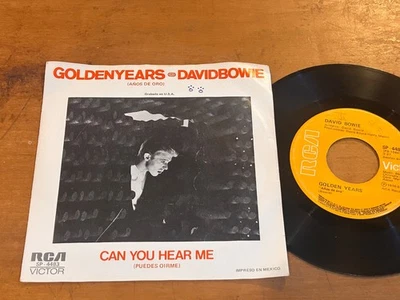 GOLDENYEARS DAVIDBOWIE
(AÑOS DE ORO)
Grabado en E.U.A.
CAN YOU HEAR ME
(PUEDES OIRME)
RCA
SP-4483
VICTOR
IMPRESO EN MEXICO
RCA
DAVID BOWIE
GOLDEN YEARS